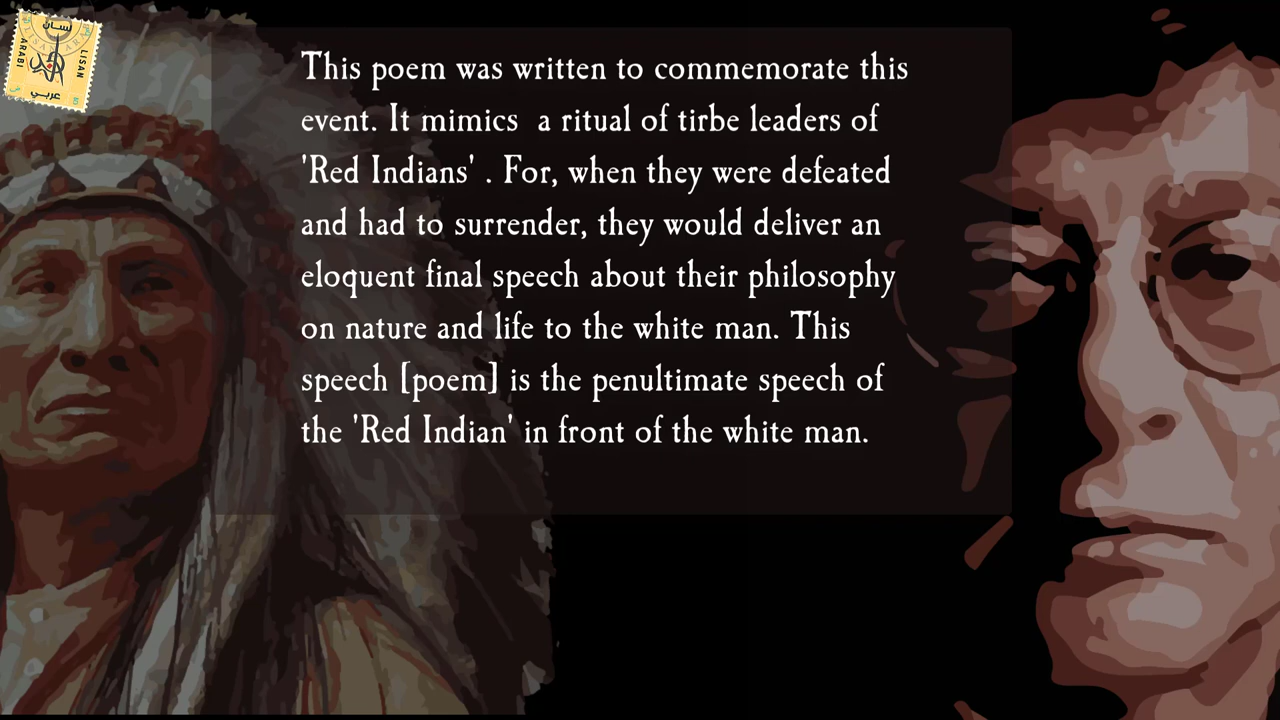 لسان
عربي
LISAN
ARABI
This poem was written to commemorate this
event. It mimics a ritual of tirbe leaders of
'Red Indians' . For, when they were defeated
and had to surrender, they would deliver an
eloquent final speech about their philosophy
on nature and life to the white man. This
speech [poem] is the penultimate speech of
the 'Red Indian' in front of the white man.